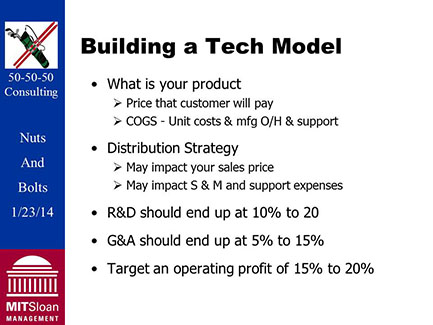 Building a Tech Model
50-50-50
Consulting
Nuts
And
Bolts
1/23/14
MITSloan
MANAGEMENT
• What is your product
➢ Price that customer will pay
➢ COGS - Unit costs & mfg O/H & support
• Distribution Strategy
➢ May impact your sales price
➢ May impact S & M and support expenses
• R&D should end up at 10% to 20
• G&A should end up at 5% to 15%
• Target an operating profit of 15% to 20%